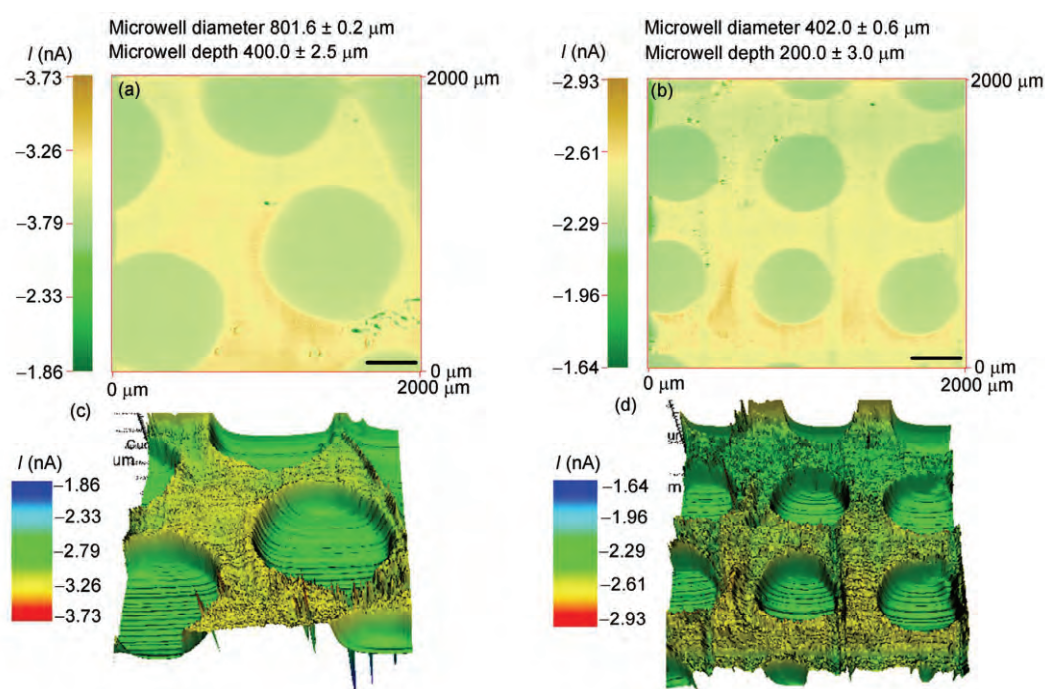 Microwell diameter 801.6 ± 0.2 μm
Microwell depth 400.0 ± 2.5 μm
I (nA)
–3.73
–3.26
–3.79
–2.33
–1.86
(a)
2000 μm
0 μm
0 μm
2000 μm
Microwell diameter 402.0 ± 0.6 μm
Microwell depth 200.0 ± 3.0 μm
I (nA)
–2.93
–2.61
–2.29
–1.96
–1.64
(b)
2000 μm
0 μm
0 μm
2000 μm
(c)
um
I (nA)
–1.86
–2.33
–2.79
–3.26
–3.73
(d)
I (nA)
–1.64
–1.96
–2.29
–2.61
–2.93